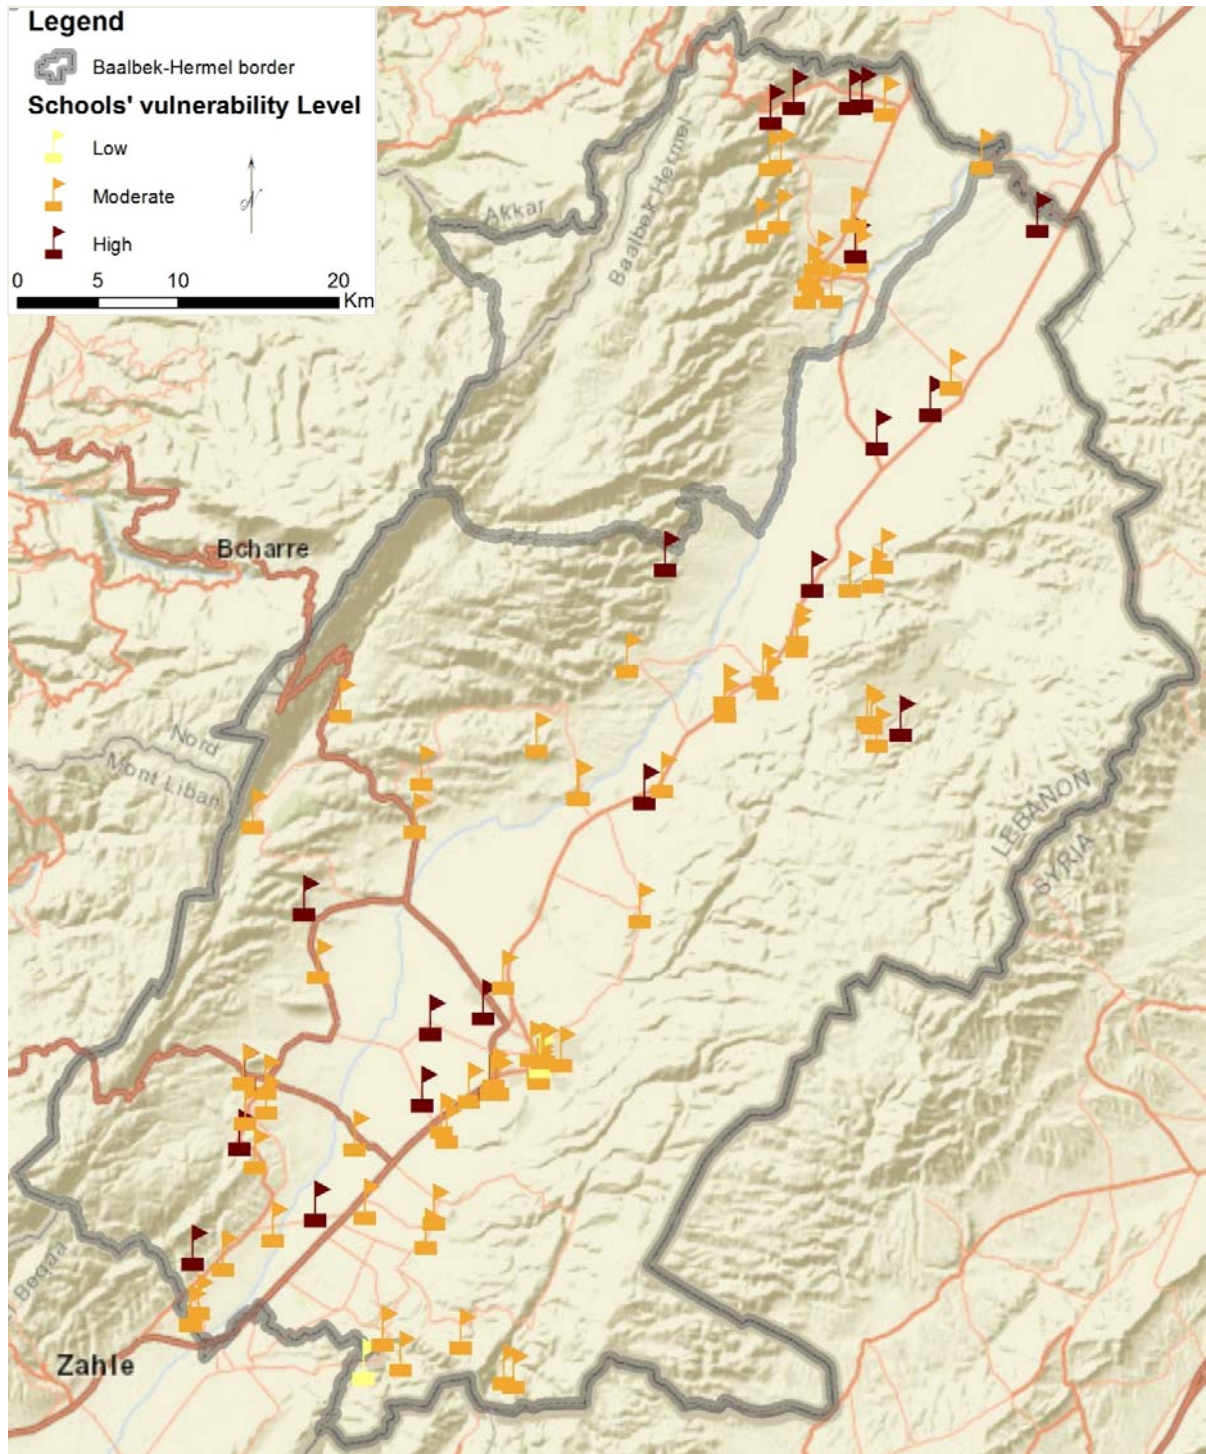 Legend
Baalbek-Hermel border
Schools' vulnerability Level
Low
Moderate
High
N
0 5 10 20
Km
Baalbek-Hermel
Akkar
Bcharre
Nord
Mont Liban
LEBANON
SYRIA
Beqaa
Zahle